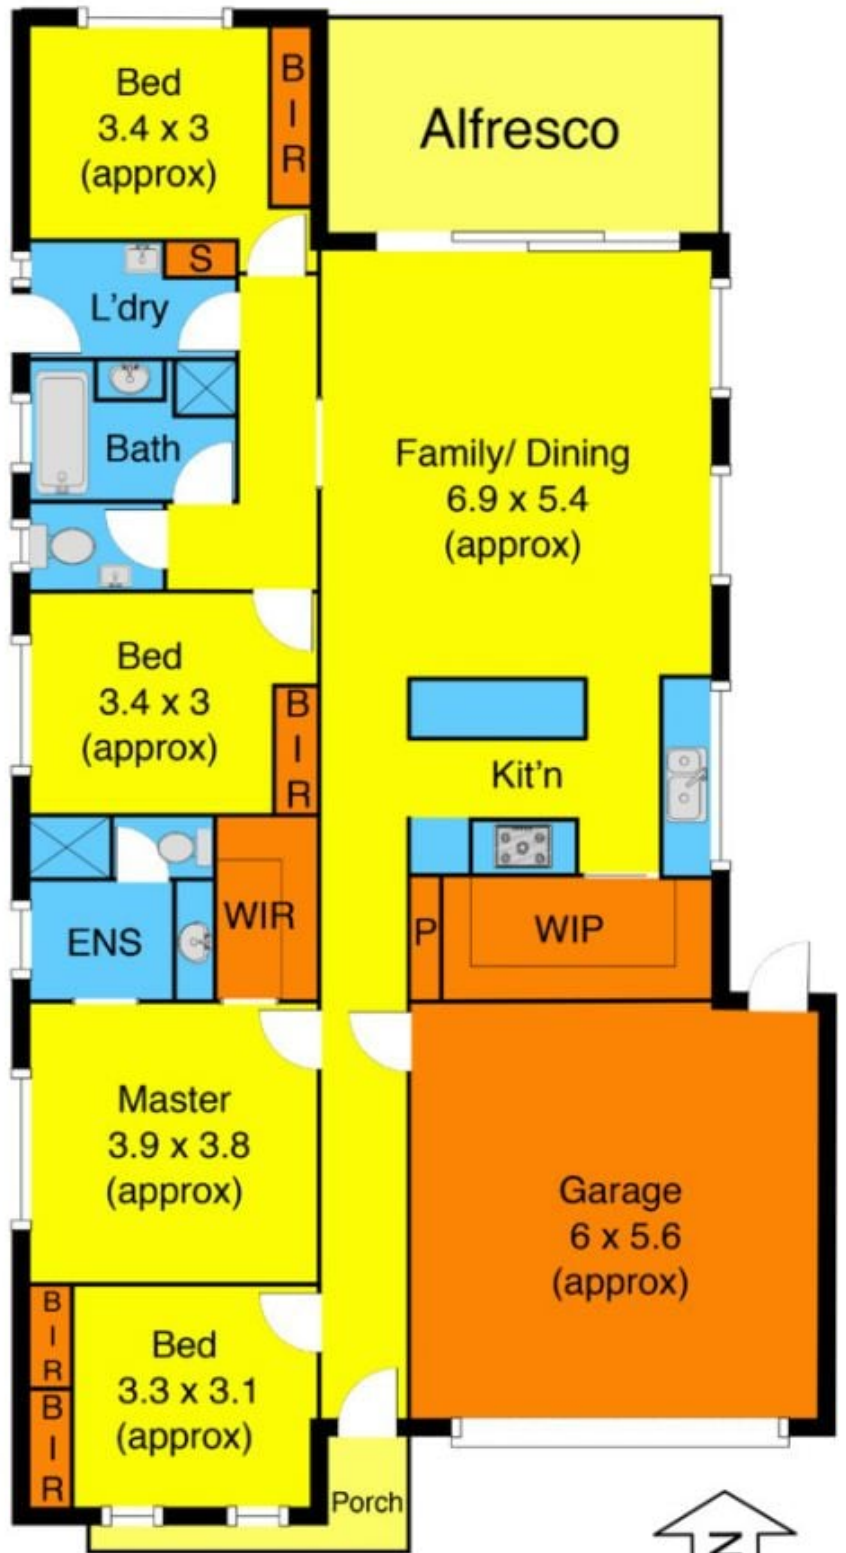 Bed
3.4 x 3
(approx)
B
I
R
Alfresco
S
L'dry
Bath
Family/ Dining
6.9 x 5.4
(approx)
Bed
3.4 x 3
(approx)
B
I
R
Kit'n
ENS
WIR
P
WIP
Master
3.9 x 3.8
(approx)
Garage
6 x 5.6
(approx)
B
I
R
B
I
R
Bed
3.3 x 3.1
(approx)
Porch
N